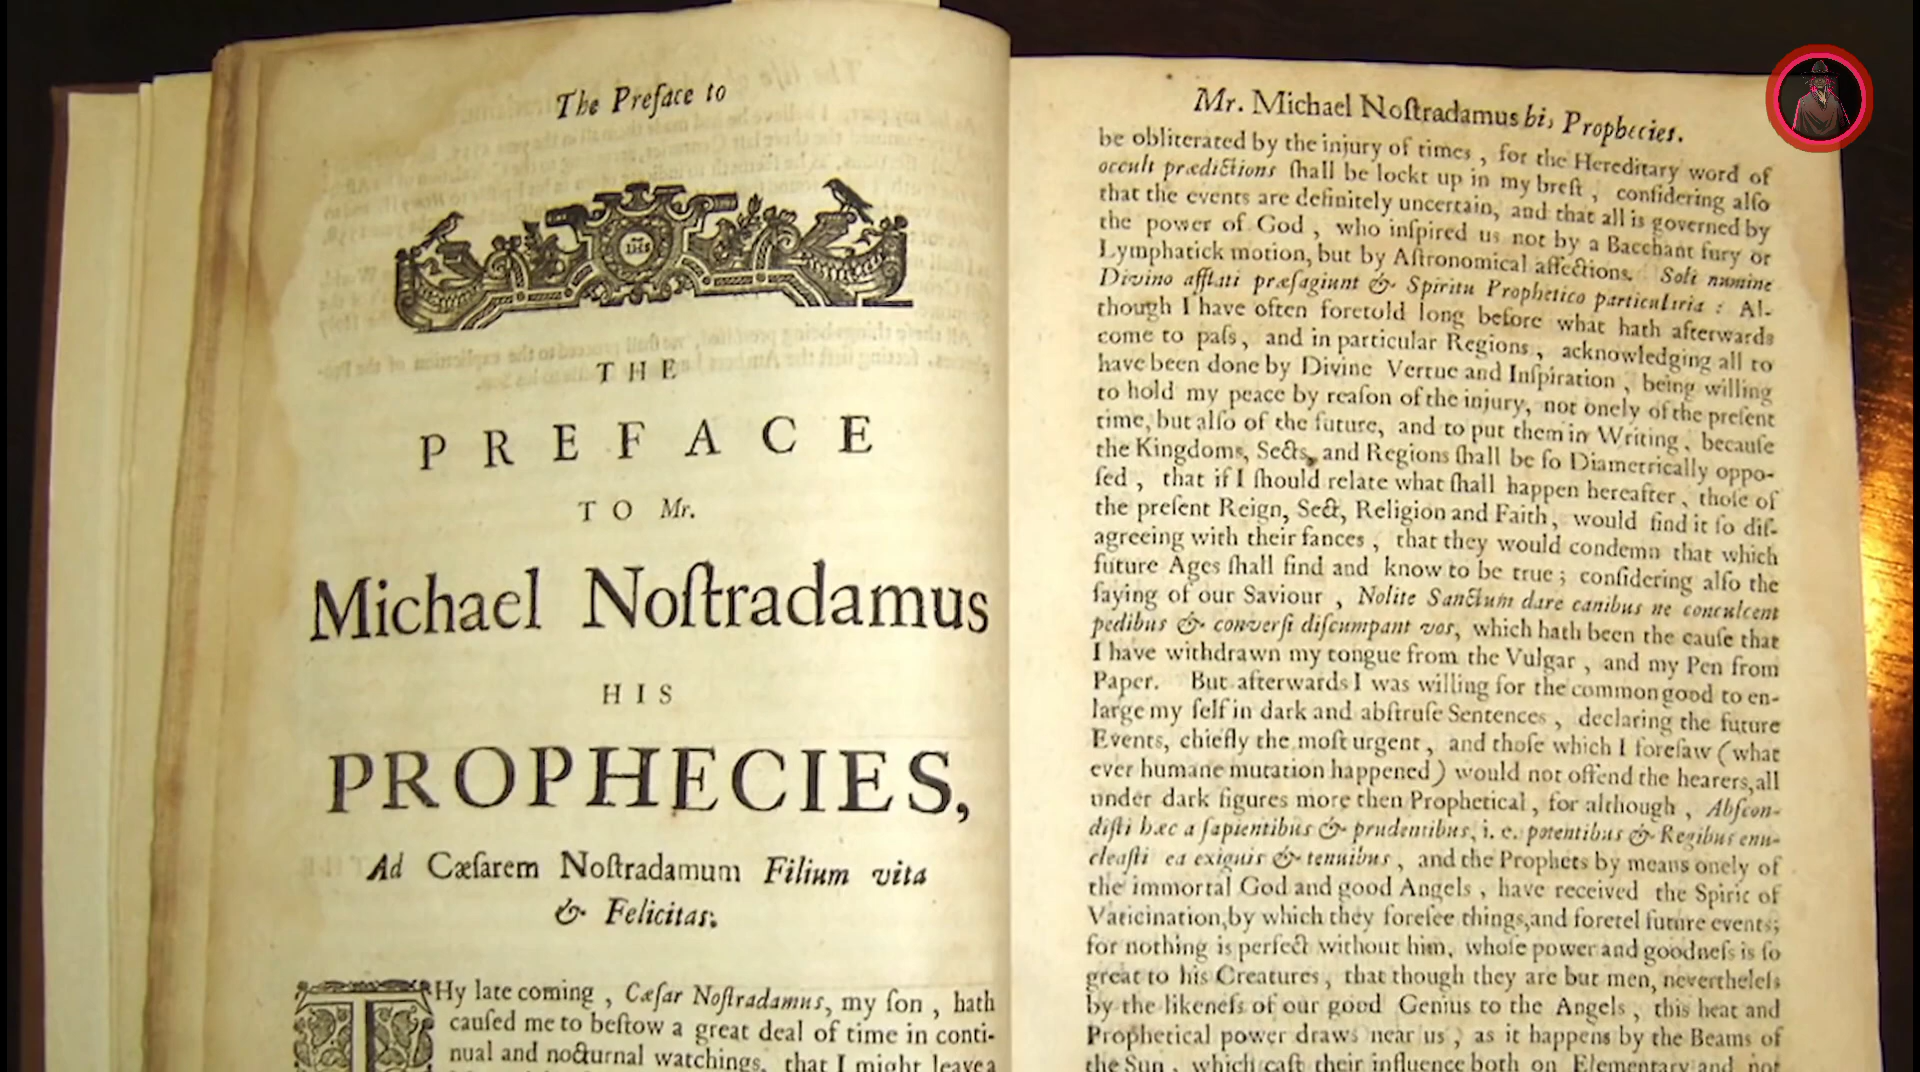 The Preface to
THE
PREFACE
TO Mr.
Michael Noſtradamus
HIS
PROPHECIES,
Ad Cæſarem Noſtradamum Filium vita
& Felicitas.
THy late coming , Cæſar Noſtradamus, my ſon , hath
cauſed me to beſtow a great deal of time in conti-
nual and nocturnal watchings, that I might leave a
Mr. Michael Noſtradamus his Prophecies.
be obliterated by the injury of times , for the Hereditary word of
occult prædictions ſhall be lockt up in my breſt , conſidering alſo
that the events are definitely uncertain, and that all is governed by
the power of God , who inſpired us not by a Bacchant fury or
Lymphatick motion, but by Aſtronomical affections. Soli numine
Divino afflati præſagiunt & Spiritu Prophetico particularia : Al-
though I have often foretold long before what hath afterwards
come to paſs, and in particular Regions , acknowledging all to
have been done by Divine Vertue and Inſpiration , being willing
to hold my peace by reaſon of the injury, not onely of the preſent
time, but alſo of the future, and to put them in Writing , becauſe
the Kingdoms, Sects, and Regions ſhall be ſo Diametrically oppo-
ſed , that if I ſhould relate what ſhall happen hereafter , thoſe of
the preſent Reign, Sect, Religion and Faith, would find it ſo diſ-
agreeing with their fances , that they would condemn that which
future Ages ſhall find and know to be true ; conſidering alſo the
ſaying of our Saviour , Nolite Sanctum dare canibus ne conculcent
pedibus & converſi diſcumpant vos, which hath been the cauſe that
I have withdrawn my tongue from the Vulgar , and my Pen from
Paper. But afterwards I was willing for the common good to en-
large my ſelf in dark and abſtruſe Sentences , declaring the future
Events, chiefly the moſt urgent , and thoſe which I foreſaw (what
ever humane mutation happened) would not offend the hearers, all
under dark figures more then Prophetical , for although , Abſcon-
diſti hæc a ſapientibus & prudentibus, i. e. potentibus & Regibus enu-
cleaſti ea exiguis & tenuibus , and the Prophets by means onely of
the immortal God and good Angels , have received the Spirit of
Vaticination, by which they foreſee things, and foretel future events;
for nothing is perfect without him, whoſe power and goodneſs is ſo
great to his Creatures , that though they are but men, nevertheleſs
by the likeneſs of our good Genius to the Angels , this heat and
Prophetical power draws near us , as it happens by the Beams of
the Sun , which caſt their influence both on Elementary and not